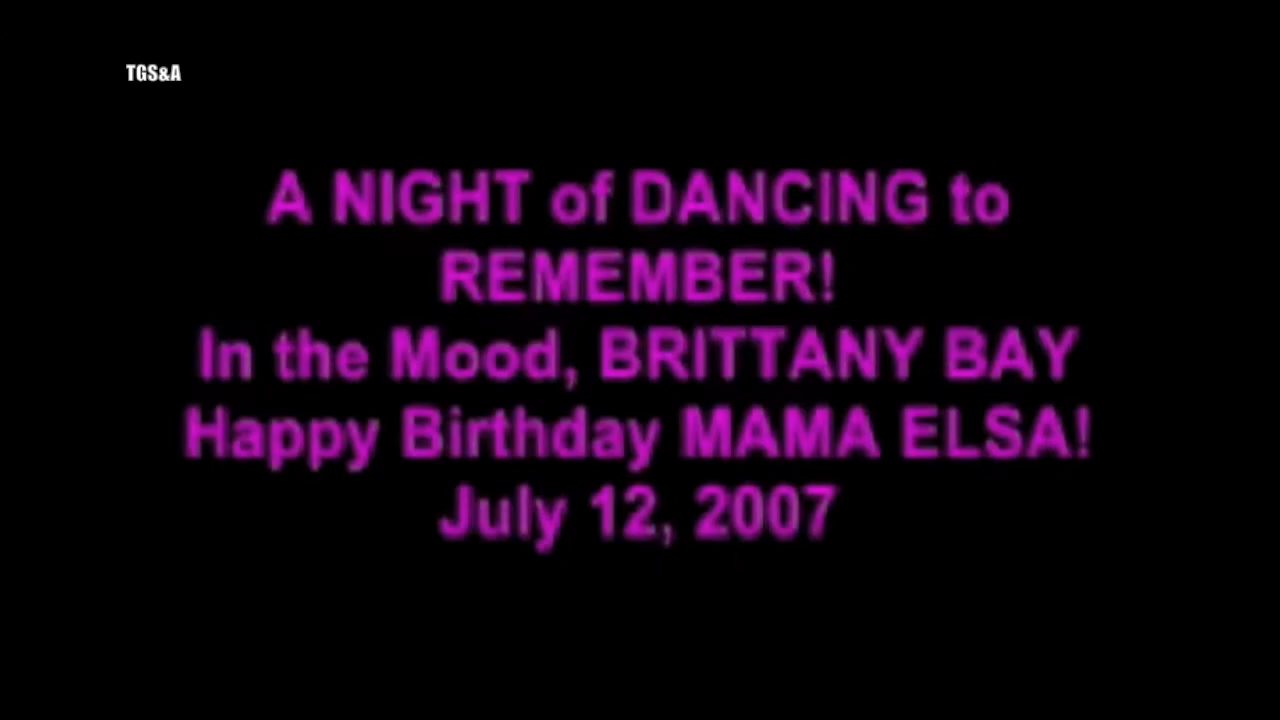 TGS&A
A NIGHT of DANCING to
REMEMBER!
In the Mood, BRITTANY BAY
Happy Birthday MAMA ELSA!
July 12, 2007